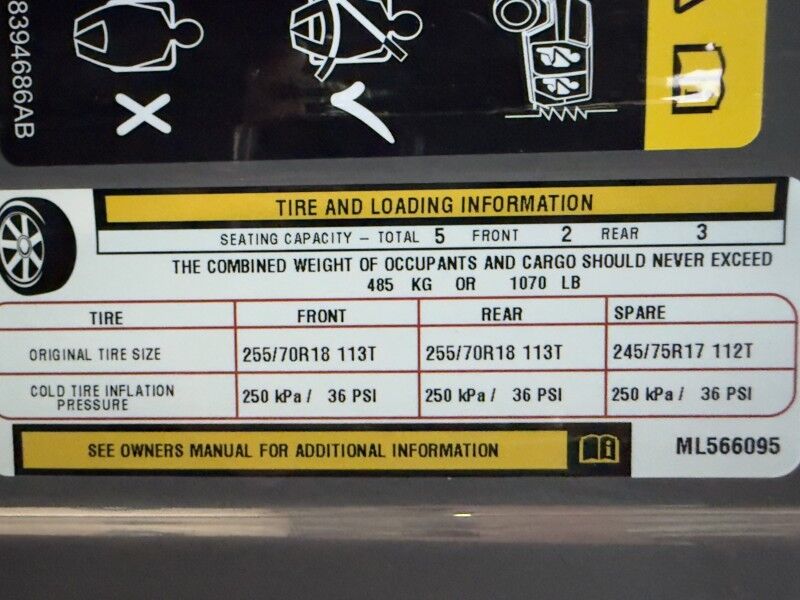 8394686AB
TIRE AND LOADING INFORMATION
SEATING CAPACITY – TOTAL 5 FRONT 2 REAR 3
THE COMBINED WEIGHT OF OCCUPANTS AND CARGO SHOULD NEVER EXCEED
485 KG OR 1070 LB
TIRE FRONT REAR SPARE
ORIGINAL TIRE SIZE 255/70R18 113T 255/70R18 113T 245/75R17 112T
COLD TIRE INFLATION PRESSURE 250 kPa / 36 PSI 250 kPa / 36 PSI 250 kPa / 36 PSI
SEE OWNERS MANUAL FOR ADDITIONAL INFORMATION
ML566095